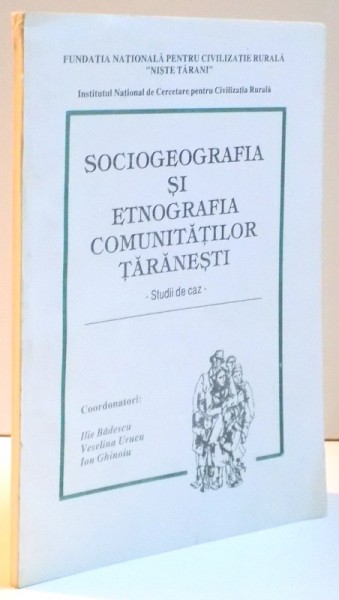 FUNDAȚIA NAȚIONALĂ PENTRU CIVILIZAȚIE RURALĂ
"NIȘTE ȚĂRANI"
Institutul Național de Cercetare pentru Civilizația Rurală
SOCIOGEOGRAFIA
ȘI
ETNOGRAFIA
COMUNITĂȚILOR
ȚĂRĂNEȘTI
- Studii de caz -
Coordonatori:
Ilie Bădescu
Veselina Urucu
Ion Ghinoiu